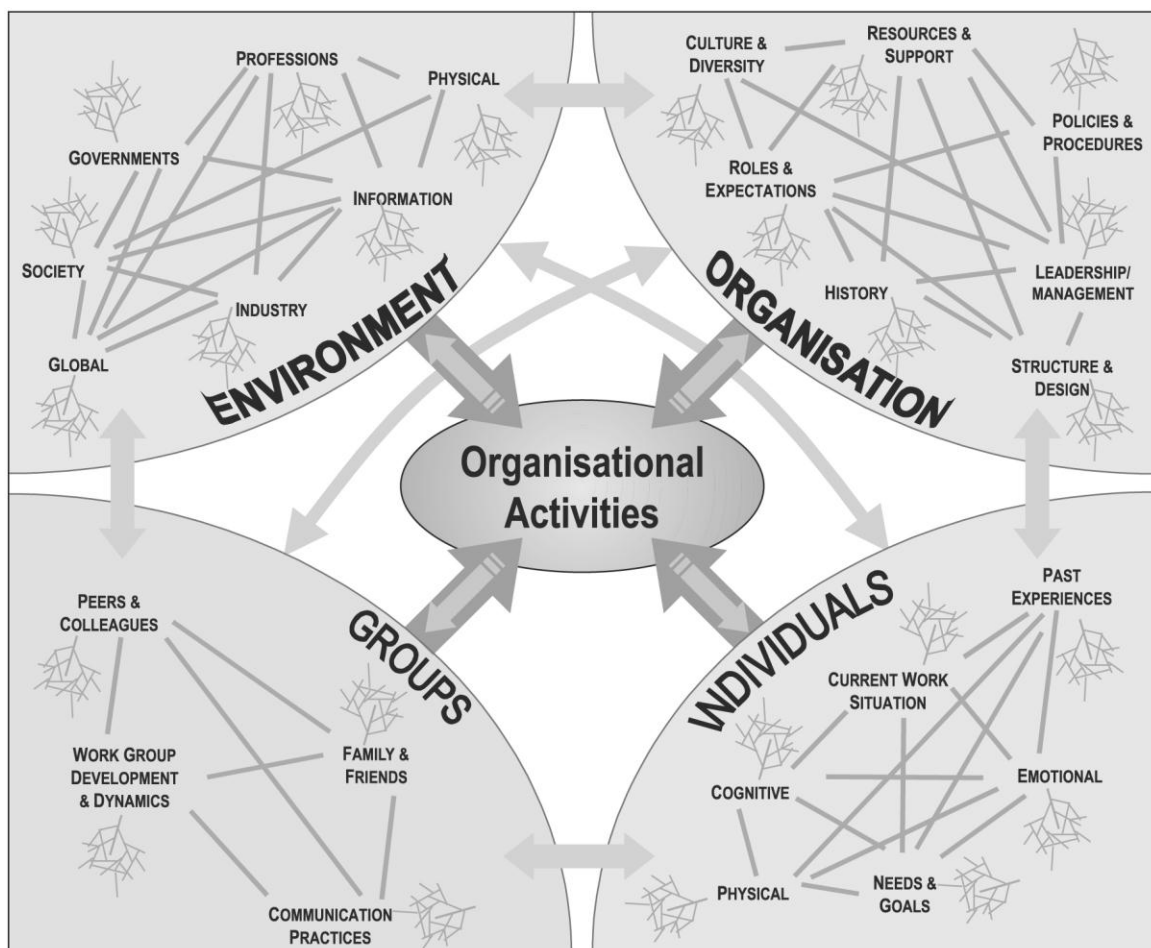 PROFESSIONS
PHYSICAL
GOVERNMENTS
INFORMATION
SOCIETY
INDUSTRY
GLOBAL
ENVIRONMENT
CULTURE &
DIVERSITY
RESOURCES &
SUPPORT
POLICIES &
PROCEDURES
ROLES &
EXPECTATIONS
HISTORY
LEADERSHIP/
MANAGEMENT
STRUCTURE &
DESIGN
ORGANISATION
Organisational
Activities
PEERS &
COLLEAGUES
WORK GROUP
DEVELOPMENT
& DYNAMICS
FAMILY &
FRIENDS
COMMUNICATION
PRACTICES
GROUPS
INDIVIDUALS
PAST
EXPERIENCES
CURRENT WORK
SITUATION
COGNITIVE
EMOTIONAL
PHYSICAL
NEEDS &
GOALS